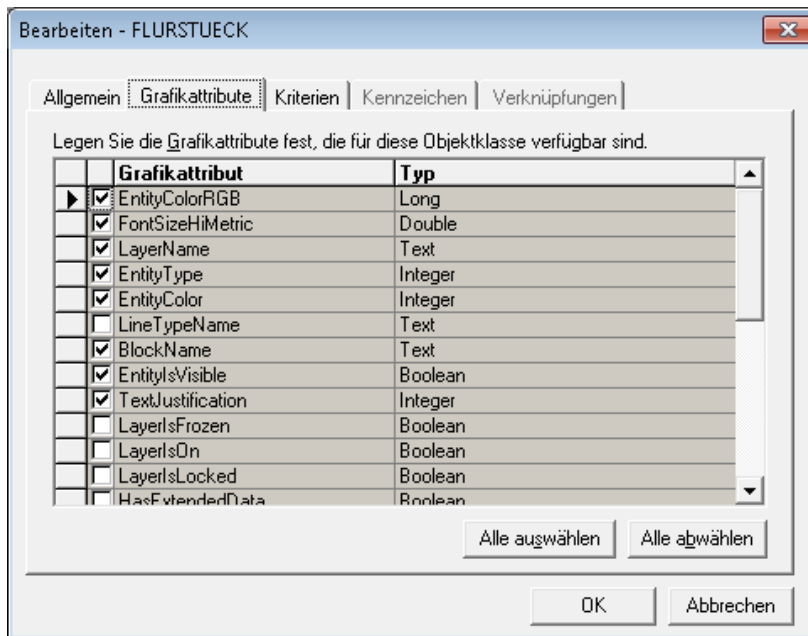 Bearbeiten - FLURSTUECK
Allgemein Grafikattribute Kriterien Kennzeichen Verknüpfungen
Legen Sie die Grafikattribute fest, die für diese Objektklasse verfügbar sind.
Grafikattribut Typ
EntityColorRGB Long
FontSizeHiMetric Double
LayerName Text
EntityType Integer
EntityColor Integer
LineTypeName Text
BlockName Text
EntityIsVisible Boolean
TextJustification Integer
LayerIsFrozen Boolean
LayerIsOn Boolean
LayerIsLocked Boolean
HasExtendedData Boolean
Alle auswählen Alle abwählen
OK Abbrechen